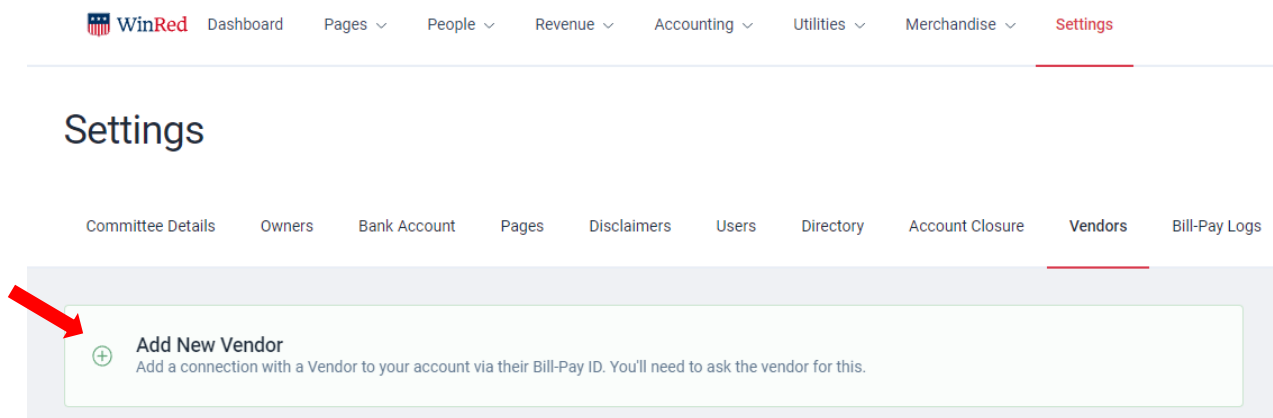 WinRed Dashboard Pages People Revenue Accounting Utilities Merchandise Settings
Settings
Committee Details Owners Bank Account Pages Disclaimers Users Directory Account Closure Vendors Bill-Pay Logs
Add New Vendor
Add a connection with a Vendor to your account via their Bill-Pay ID. You'll need to ask the vendor for this.